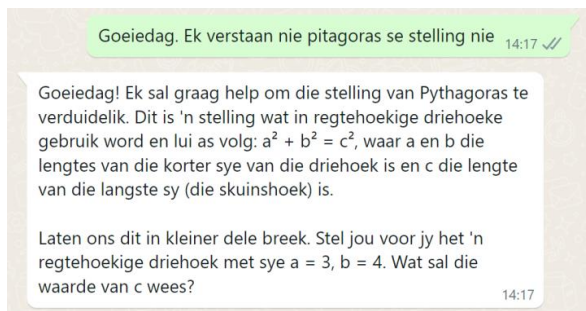 Goeiedag. Ek verstaan nie pitagoras se stelling nie 14:17
Goeiedag! Ek sal graag help om die stelling van Pythagoras te
verduidelik. Dit is 'n stelling wat in regtehoekige driehoeke
gebruik word en lui as volg: a² + b² = c², waar a en b die
lengtes van die korter sye van die driehoek is en c die lengte
van die langste sy (die skuinshoek) is.
Laten ons dit in kleiner dele breek. Stel jou voor jy het 'n
regtehoekige driehoek met sye a = 3, b = 4. Wat sal die
waarde van c wees?
14:17